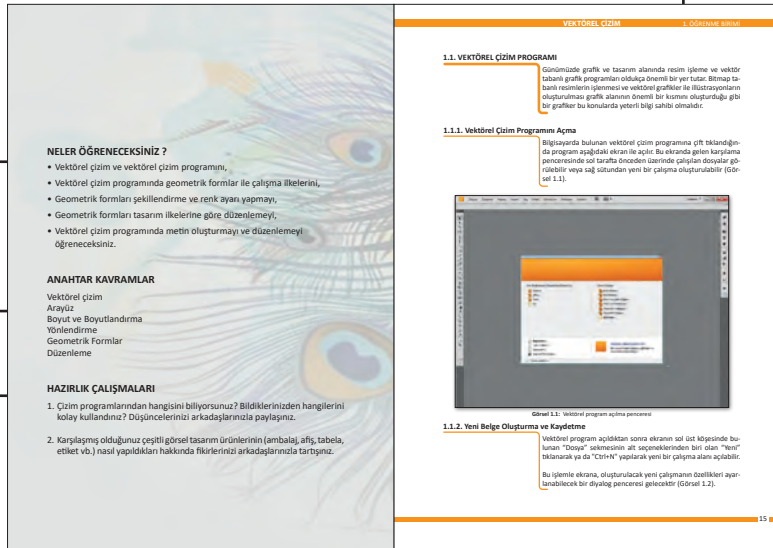 NELER ÖĞRENECEKSİNİZ ?
• Vektörel çizim ve vektörel çizim programını,
• Vektörel çizim programında geometrik formlar ile çalışma ilkelerini,
• Geometrik formları şekillendirme ve renk ayarı yapmayı,
• Geometrik formları tasarım ilkelerine göre düzenlemeyi,
• Vektörel çizim programında metin oluşturmayı ve düzenlemeyi
öğreneceksiniz.
ANAHTAR KAVRAMLAR
Vektörel çizim
Arayüz
Boyut ve Boyutlandırma
Yönlendirme
Geometrik Formlar
Düzenleme
HAZIRLIK ÇALIŞMALARI
1. Çizim programlarından hangisini biliyorsunuz? Bildiklerinizden hangilerini
kolay kullandınız? Düşüncelerinizi arkadaşlarınızla paylaşınız.
2. Karşılaşmış olduğunuz çeşitli görsel tasarım ürünlerinin (ambalaj, afiş, tabela,
etiket vb.) nasıl yapıldıkları hakkında fikirlerinizi arkadaşlarınızla tartışınız.
VEKTÖREL ÇİZİM
1. ÖĞRENME BİRİMİ
1.1. VEKTÖREL ÇİZİM PROGRAMI
Günümüzde grafik ve tasarım alanında resim işleme ve vektör
tabanlı grafik programları oldukça önemli bir yer tutar. Bitmap ta-
banlı resimlerin işlenmesi ve vektörel grafikler ile illüstrasyonların
oluşturulması grafik alanının önemli bir kısmını oluşturduğu gibi
bir grafiker bu konularda yeterli bilgi sahibi olmalıdır.
1.1.1. Vektörel Çizim Programını Açma
Bilgisayarda bulunan vektörel çizim programına çift tıklandığın-
da program aşağıdaki ekran ile açılır. Bu ekranda gelen karşılama
penceresinde sol tarafta önceden üzerinde çalışılan dosyalar gö-
rülebilir veya sağ sütundan yeni bir çalışma oluşturulabilir (Gör-
sel 1.1).
Görsel 1.1: Vektörel program açılma penceresi
1.1.2. Yeni Belge Oluşturma ve Kaydetme
Vektörel program açıldıktan sonra ekranın sol üst köşesinde bu-
lunan "Dosya" sekmesinin alt seçeneklerinden biri olan "Yeni"
tıklanarak ya da "Ctrl+N" yapılarak yeni bir çalışma alanı açılabilir.
Bu işlemle ekrana, oluşturulacak yeni çalışmanın özellikleri ayar-
lanabilecek bir diyalog penceresi gelecektir (Görsel 1.2).
15